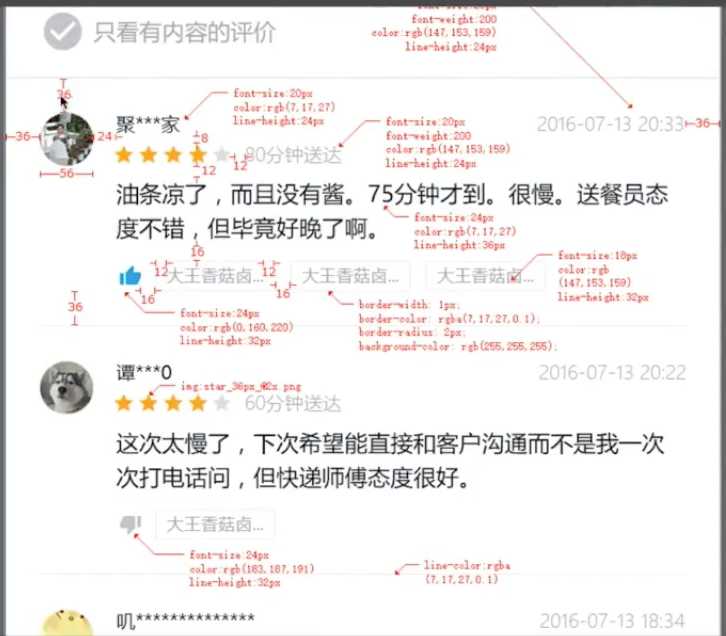 font-weight:200
只看有内容的评价
color:rgb(147,153,159)
line-height:24px
36
font-size:20px
color:rgb(7,17,27)
line-height:24px
聚***家
36
24
56
8
12
12
80分钟送达
font-size:20px
font-weight:200
color:rgb(147,153,159)
line-height:24px
2016-07-13 20:33
36
油条凉了，而且没有酱。75分钟才到。很慢。送餐员态
度不错，但毕竟好晚了啊。
font-size:24px
color:rgb(7,17,27)
line-height:36px
16
12
大王香菇卤...
12
大王香菇卤...
大王香菇卤...
font-size:18px
color:rgb
(147,153,159)
line-height:32px
16
16
36
font-size:24px
color:rgb(0,160,220)
line-height:32px
border-width: 1px;
border-color: rgba(7,17,27,0.1);
border-radius: 2px;
background-color: rgb(255,255,255);
谭***0
2016-07-13 20:22
img:star_36px_@2x.png
60分钟送达
这次太慢了，下次希望能直接和客户沟通而不是我一次
次打电话问，但快递师傅态度很好。
大王香菇卤...
font-size:24px
color:rgb(183,187,191)
line-height:32px
line-color:rgba
(7,17,27,0.1)
叽**************
2016-07-13 18:34